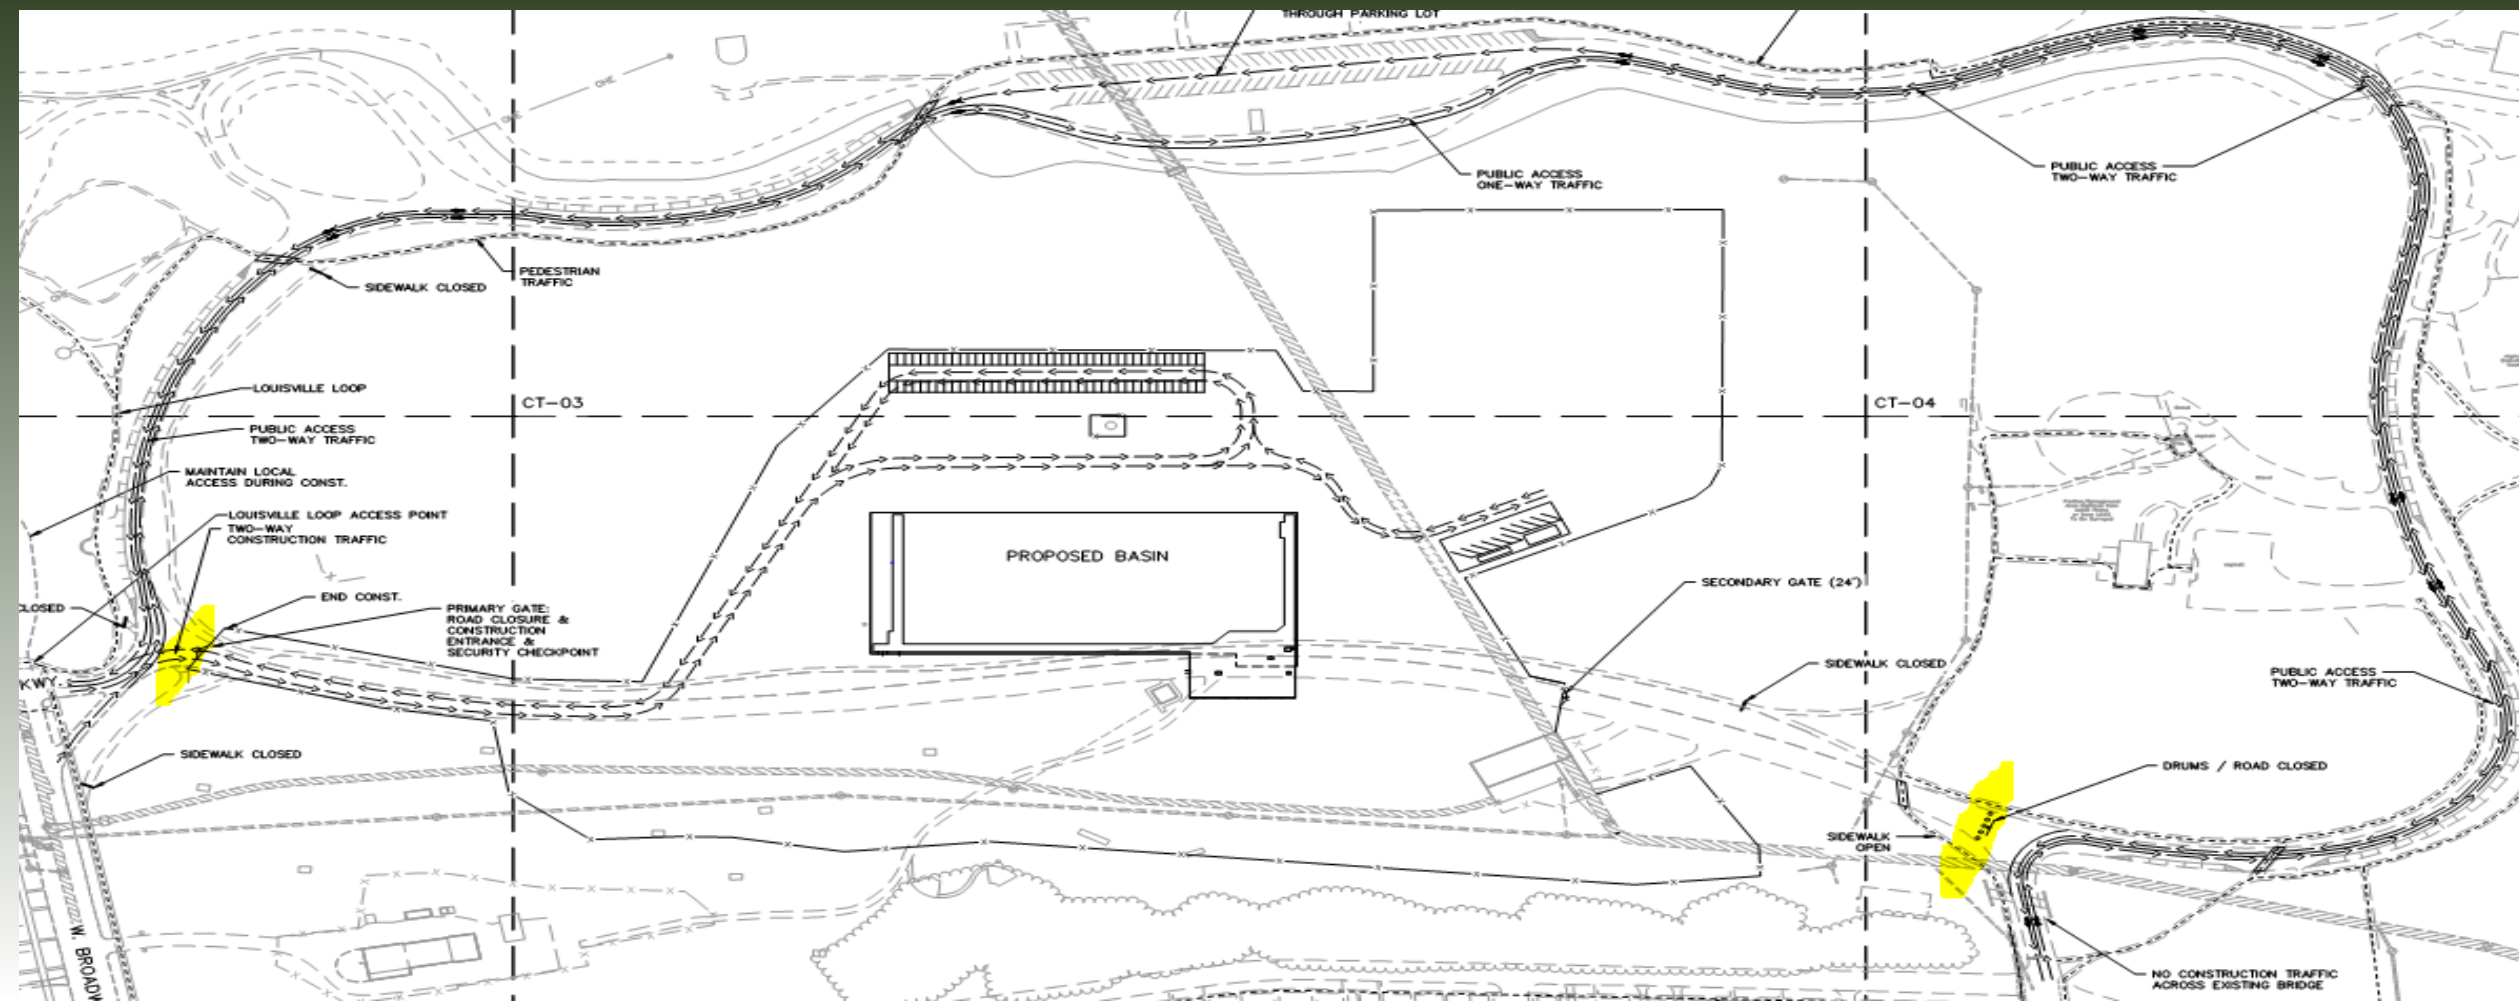 THROUGH PARKING LOT
PUBLIC ACCESS
ONE-WAY TRAFFIC
PUBLIC ACCESS
TWO-WAY TRAFFIC
PEDESTRIAN
TRAFFIC
SIDEWALK CLOSED
LOUISVILLE LOOP
CT-03
CT-04
PUBLIC ACCESS
TWO-WAY TRAFFIC
MAINTAIN LOCAL
ACCESS DURING CONST.
LOUISVILLE LOOP ACCESS POINT
TWO-WAY
CONSTRUCTION TRAFFIC
PROPOSED BASIN
SECONDARY GATE (24')
END CONST.
CLOSED
PRIMARY GATE:
ROAD CLOSURE &
CONSTRUCTION
ENTRANCE &
SECURITY CHECKPOINT
SIDEWALK CLOSED
KWY.
PUBLIC ACCESS
TWO-WAY TRAFFIC
SIDEWALK CLOSED
DRUMS / ROAD CLOSED
SIDEWALK
OPEN
W. BROADW
NO CONSTRUCTION TRAFFIC
ACROSS EXISTING BRIDGE